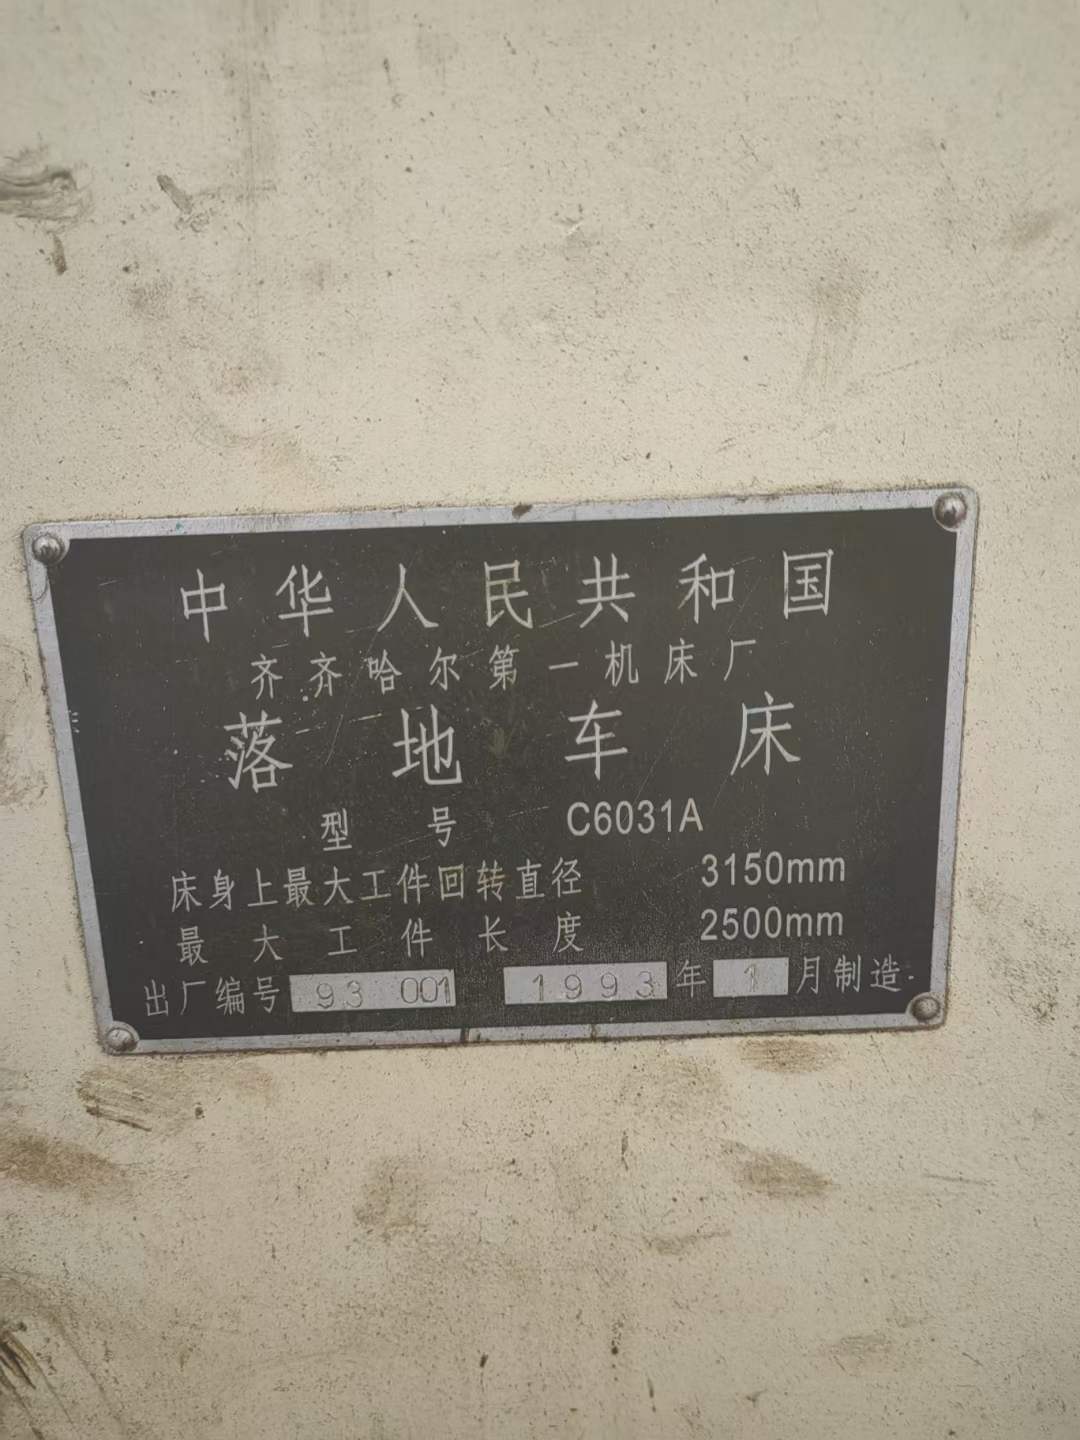 中华人民共和国
齐齐哈尔第一机床厂
落地车床
型号 C6031A
床身上最大工件回转直径 3150mm
最大工件长度 2500mm
出厂编号 93 001 1993 年 1 月制造